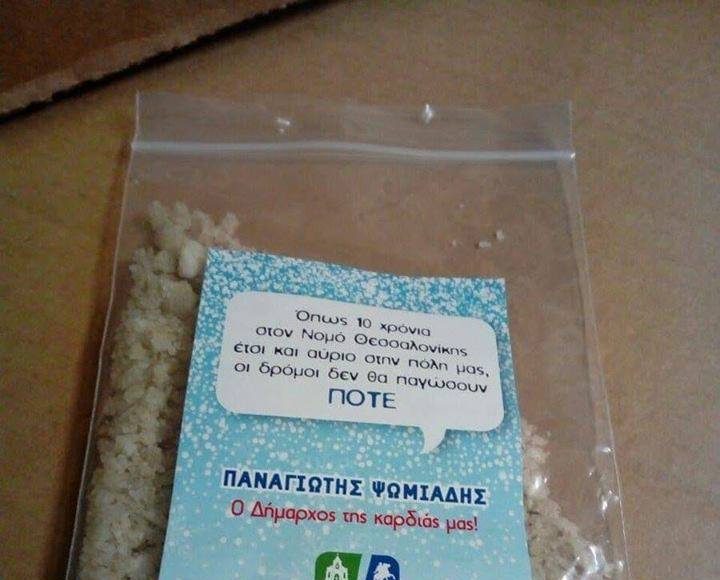 Όπως 10 χρόνια
στον Νομό Θεσσαλονίκης
έτσι και αύριο στην πόλη μας,
οι δρόμοι δεν θα παγώσουν
ΠΟΤΕ
ΠΑΝΑΓΙΩΤΗΣ ΨΩΜΙΑΔΗΣ
Ο Δήμαρχος της καρδιάς μας!